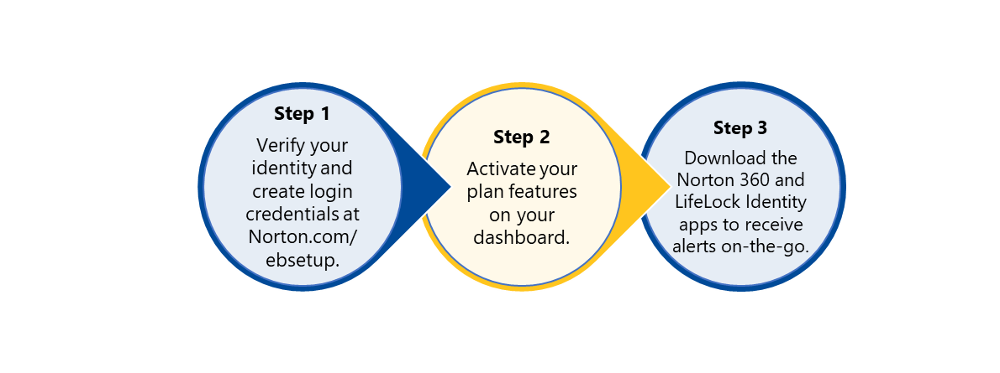 Step 1
Verify your
identity and
create login
credentials at
Norton.com/
ebsetup.
Step 2
Activate your
plan features
on your
dashboard.
Step 3
Download the
Norton 360 and
LifeLock Identity
apps to receive
alerts on-the-go.